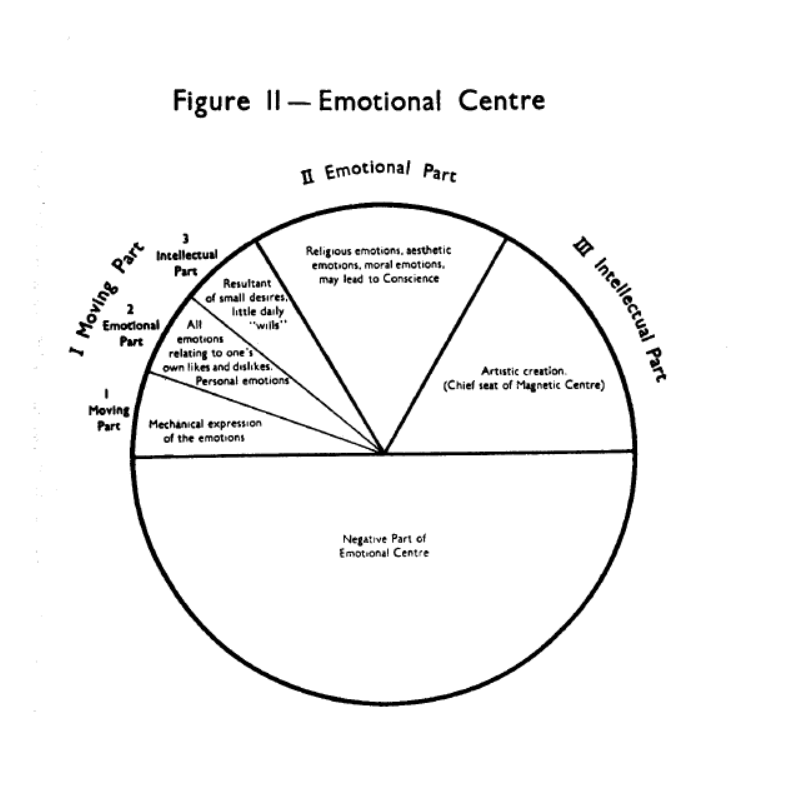 Figure II — Emotional Centre
II Emotional Part
I Moving Part
III Intellectual Part
3
Intellectual
Part
2
Emotional
Part
1
Moving
Part
Religious emotions, aesthetic
emotions, moral emotions,
may lead to Conscience
Resultant
of small desires,
little daily
"wills"
All
emotions
relating to one's
own likes and dislikes.
Personal emotions
Mechanical expression
of the emotions
Artistic creation.
(Chief seat of Magnetic Centre)
Negative Part of
Emotional Centre